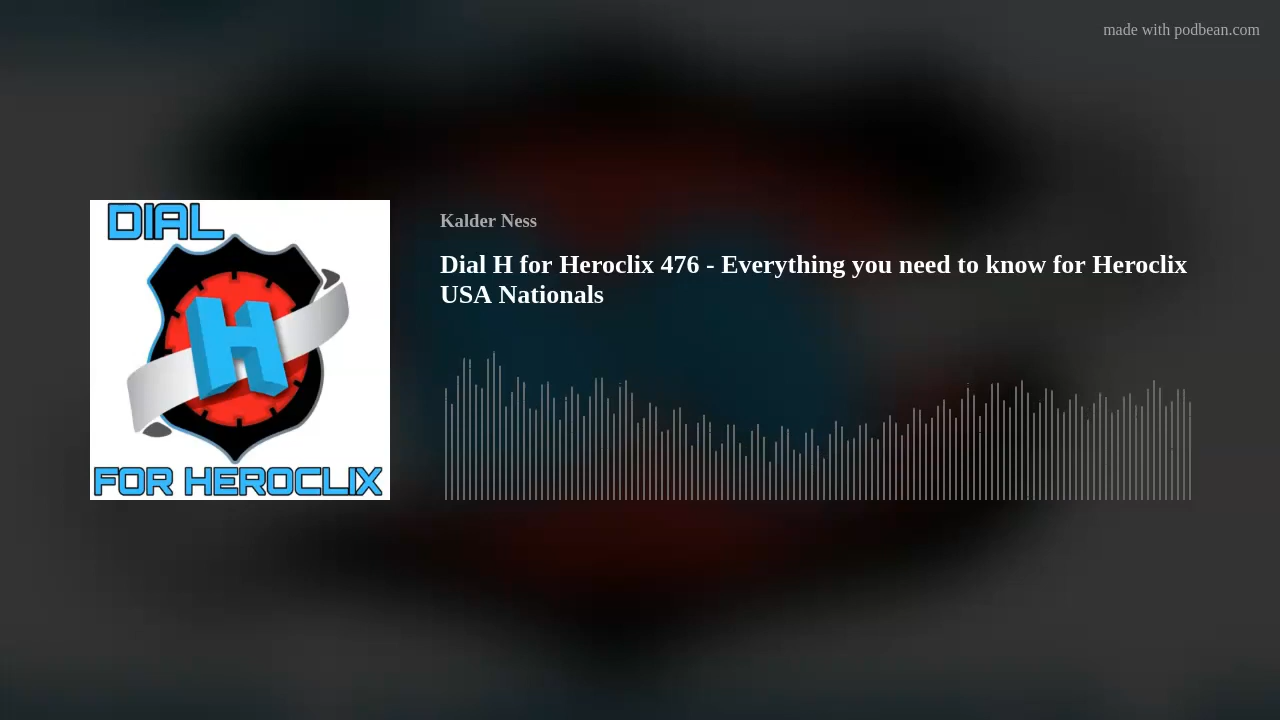 made with podbean.com
DIAL
H
FOR HEROCLIX
Kalder Ness
Dial H for Heroclix 476 - Everything you need to know for Heroclix
USA Nationals